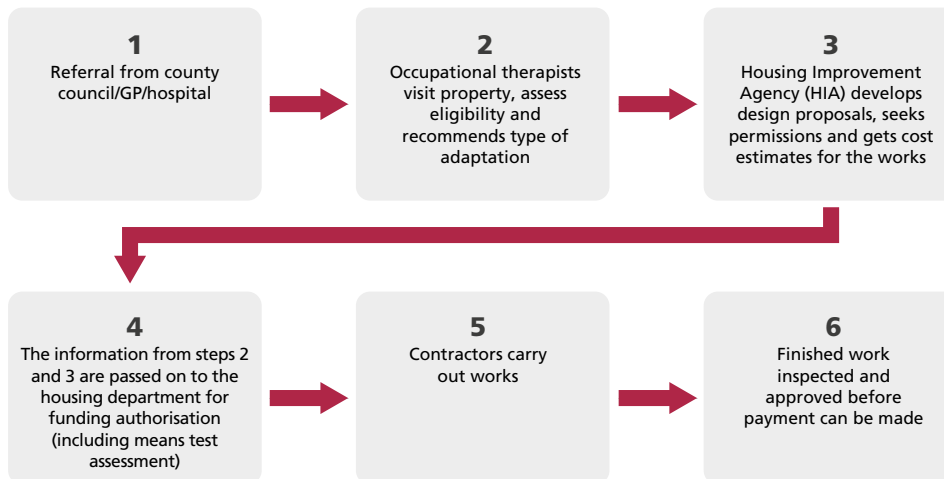 1
Referral from county
council/GP/hospital
2
Occupational therapists
visit property, assess
eligibility and
recommends type of
adaptation
3
Housing Improvement
Agency (HIA) develops
design proposals, seeks
permissions and gets cost
estimates for the works
4
The information from steps 2
and 3 are passed on to the
housing department for
funding authorisation
(including means test
assessment)
5
Contractors carry
out works
6
Finished work
inspected and
approved before
payment can be made